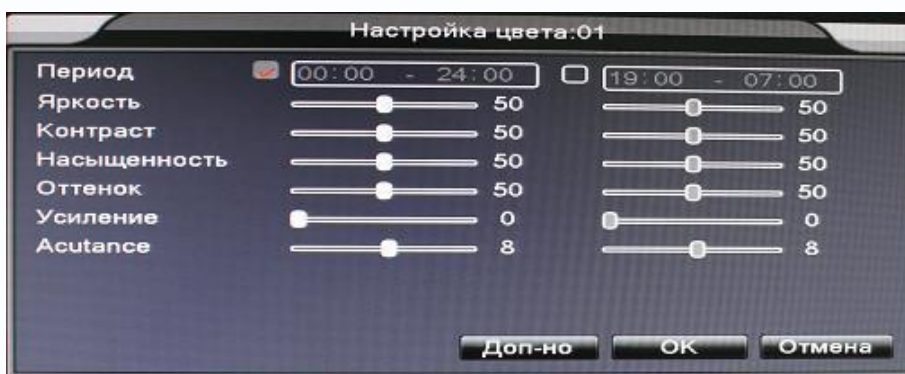 Настройка цвета:01
Период 00:00 - 24:00 19:00 - 07:00
Яркость 50 50
Контраст 50 50
Насыщенность 50 50
Оттенок 50 50
Усиление 0 0
Acutance 8 8
Доп-но ОК Отмена